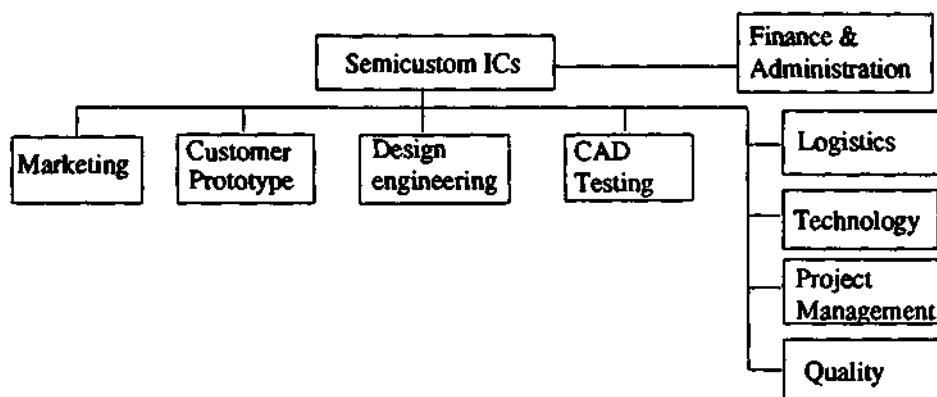 Semicustom ICs
Finance &
Administration
Marketing
Customer
Prototype
Design
engineering
CAD
Testing
Logistics
Technology
Project
Management
Quality